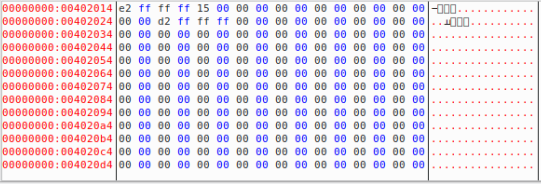 00000000:00402014 e2 ff ff ff 15 00 00 00 00 00 00 00 00 00 00 00
00000000:00402024 00 00 d2 ff ff ff 00 00 00 00 00 00 00 00 00 00
00000000:00402034 00 00 00 00 00 00 00 00 00 00 00 00 00 00 00 00
00000000:00402044 00 00 00 00 00 00 00 00 00 00 00 00 00 00 00 00
00000000:00402054 00 00 00 00 00 00 00 00 00 00 00 00 00 00 00 00
00000000:00402064 00 00 00 00 00 00 00 00 00 00 00 00 00 00 00 00
00000000:00402074 00 00 00 00 00 00 00 00 00 00 00 00 00 00 00 00
00000000:00402084 00 00 00 00 00 00 00 00 00 00 00 00 00 00 00 00
00000000:00402094 00 00 00 00 00 00 00 00 00 00 00 00 00 00 00 00
00000000:004020a4 00 00 00 00 00 00 00 00 00 00 00 00 00 00 00 00
00000000:004020b4 00 00 00 00 00 00 00 00 00 00 00 00 00 00 00 00
00000000:004020c4 00 00 00 00 00 00 00 00 00 00 00 00 00 00 00 00
00000000:004020d4 00 00 00 00 00 00 00 00 00 00 00 00 00 00 00 00